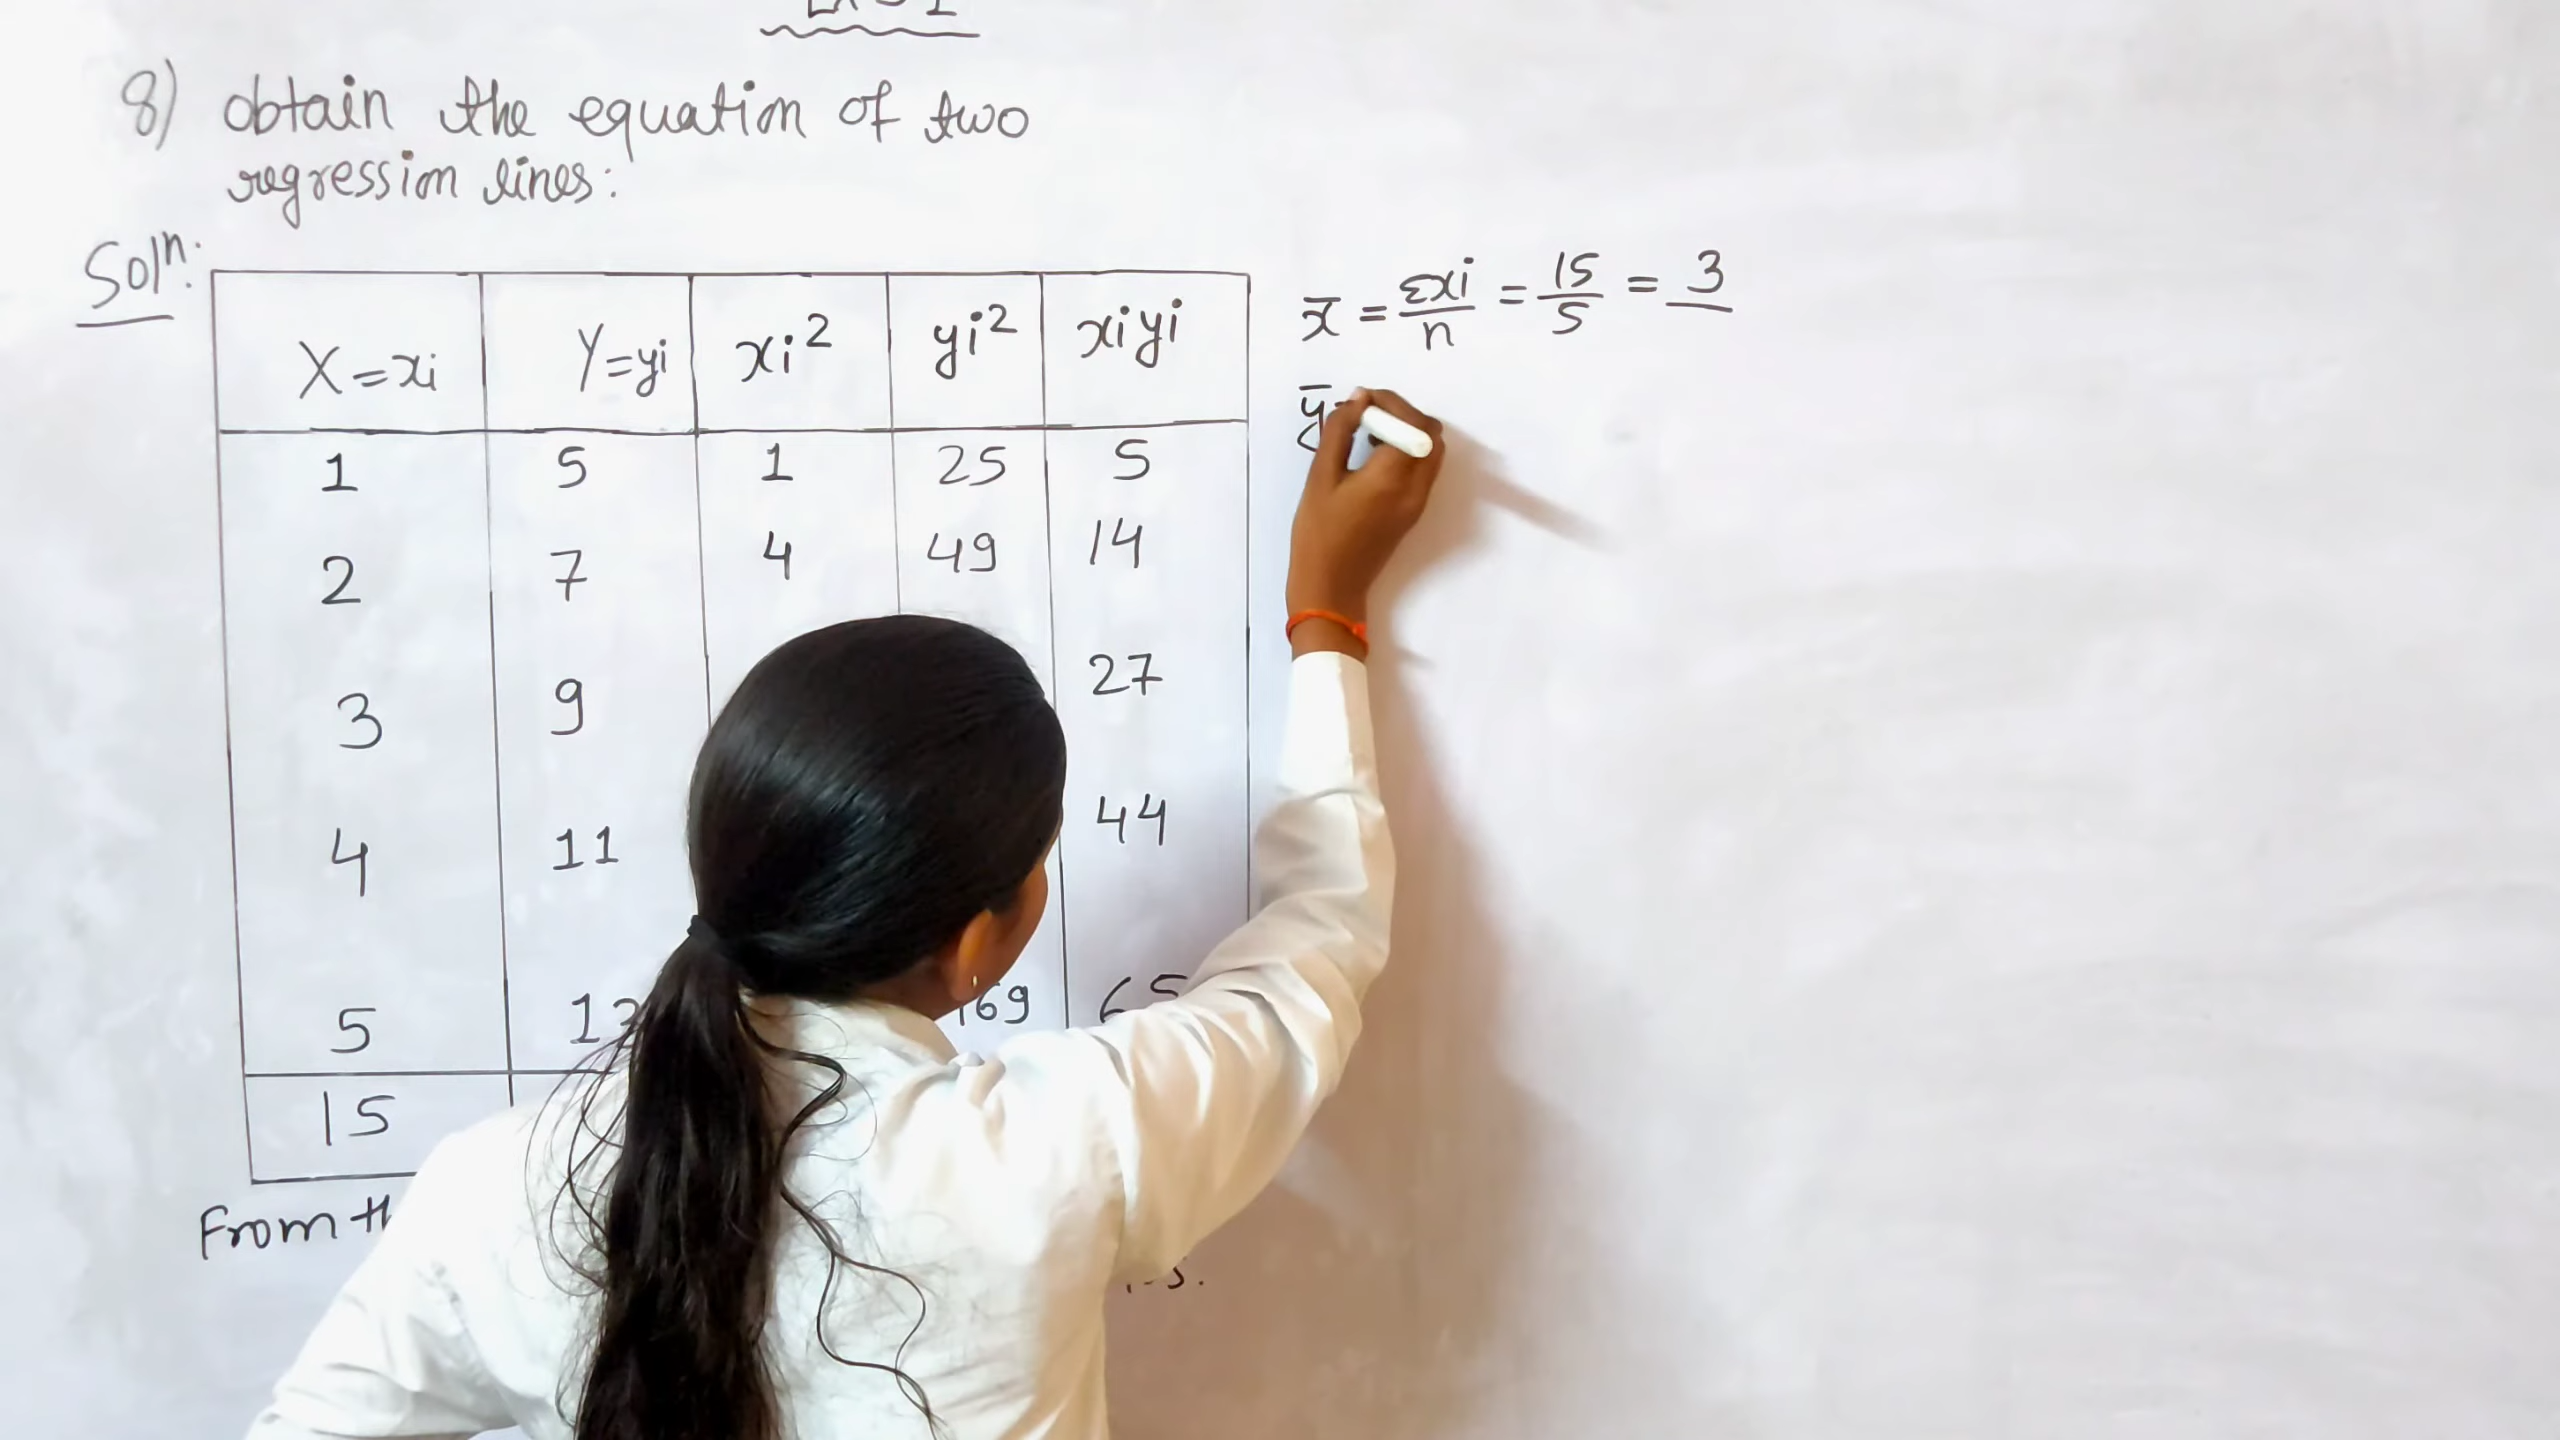 8) obtain the equation of two
regression lines:
Solⁿ:
X=xi Y=yi xi² yi² xiyi
1 5 1 25 5
2 7 4 49 14
3 9 27
4 11 44
5 169 65
15
From
x̄ = Σxi/n = 15/5 = 3
ȳ=